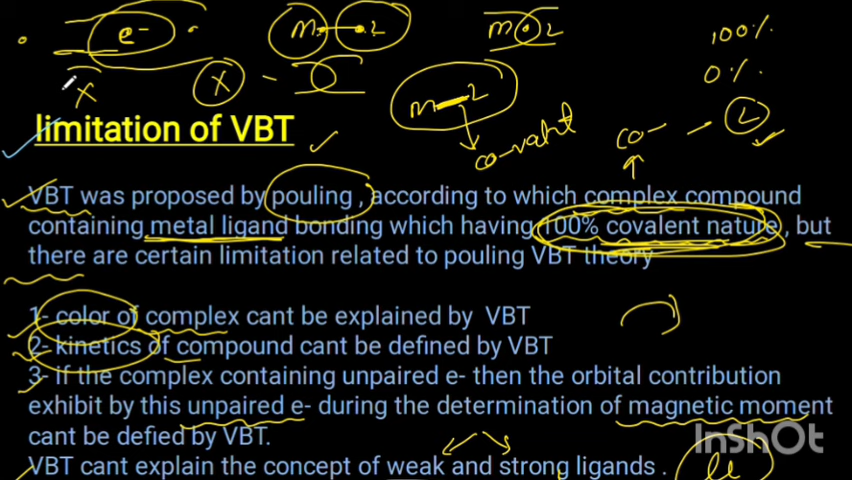 e-
M L
M L
100%
X X
M L
0%
co-valent
co- L
limitation of VBT
VBT was proposed by pouling , according to which complex compound
containing metal ligand bonding which having 100% covalent nature , but
there are certain limitation related to pouling VBT theory
1- color of complex cant be explained by VBT
2- kinetics of compound cant be defined by VBT
3- if the complex containing unpaired e- then the orbital contribution
exhibit by this unpaired e- during the determination of magnetic moment
cant be defied by VBT.
VBT cant explain the concept of weak and strong ligands .
InShOt